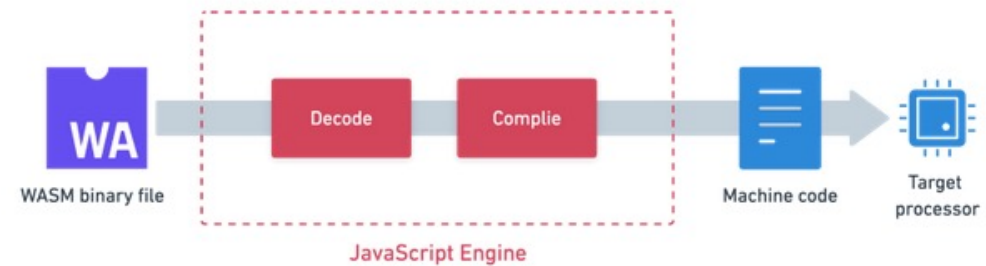 WA
WASM binary file
Decode
Complie
JavaScript Engine
Machine code
Target
processor